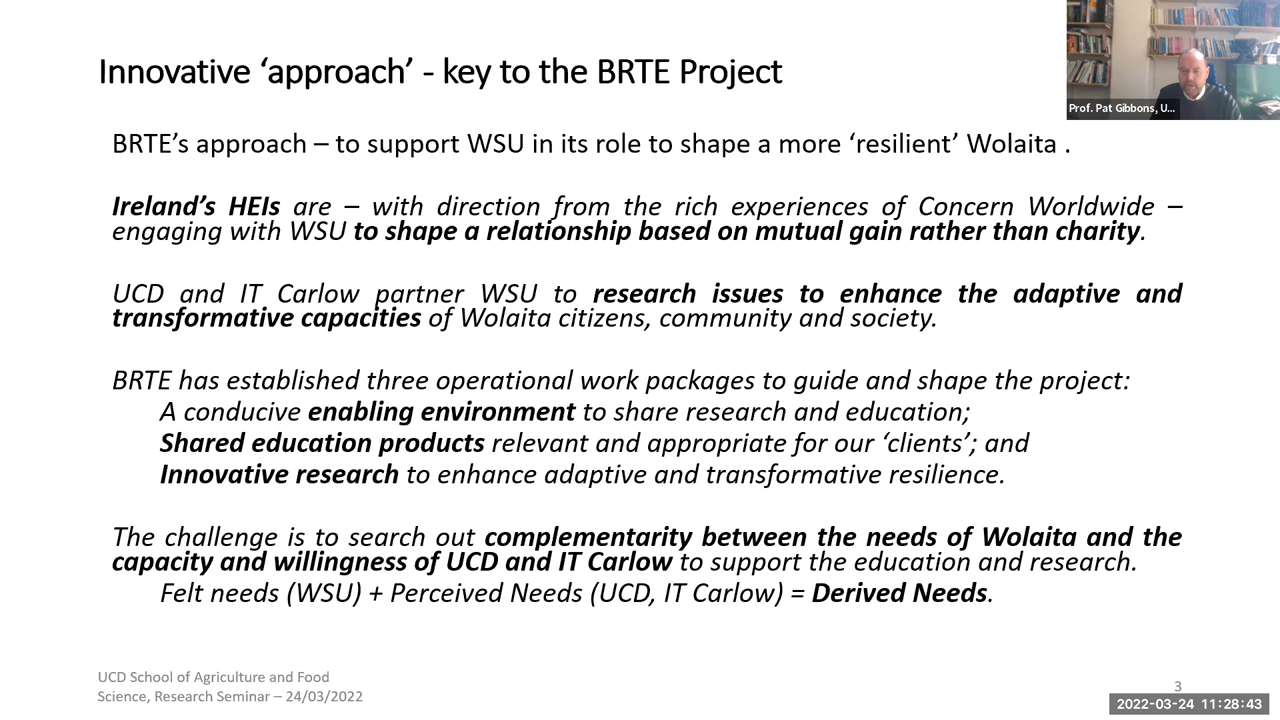 Innovative ‘approach’ - key to the BRTE Project
Prof. Pat Gibbons, U...
BRTE’s approach – to support WSU in its role to shape a more ‘resilient’ Wolaita .
Ireland’s HEIs are – with direction from the rich experiences of Concern Worldwide –
engaging with WSU to shape a relationship based on mutual gain rather than charity.
UCD and IT Carlow partner WSU to research issues to enhance the adaptive and
transformative capacities of Wolaita citizens, community and society.
BRTE has established three operational work packages to guide and shape the project:
A conducive enabling environment to share research and education;
Shared education products relevant and appropriate for our ‘clients’; and
Innovative research to enhance adaptive and transformative resilience.
The challenge is to search out complementarity between the needs of Wolaita and the
capacity and willingness of UCD and IT Carlow to support the education and research.
Felt needs (WSU) + Perceived Needs (UCD, IT Carlow) = Derived Needs.
UCD School of Agriculture and Food
Science, Research Seminar – 24/03/2022
3
2022-03-24 11:28:43